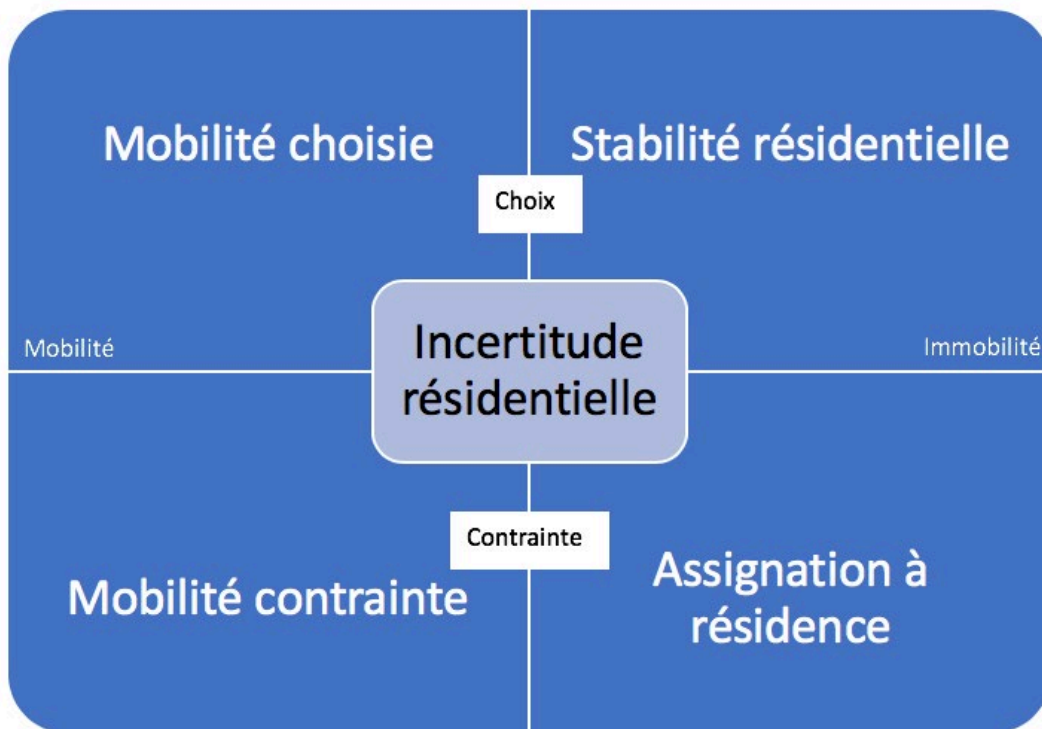 Mobilité choisie
Stabilité résidentielle
Choix
Mobilité
Incertitude
résidentielle
Immobilité
Contrainte
Mobilité contrainte
Assignation à
résidence